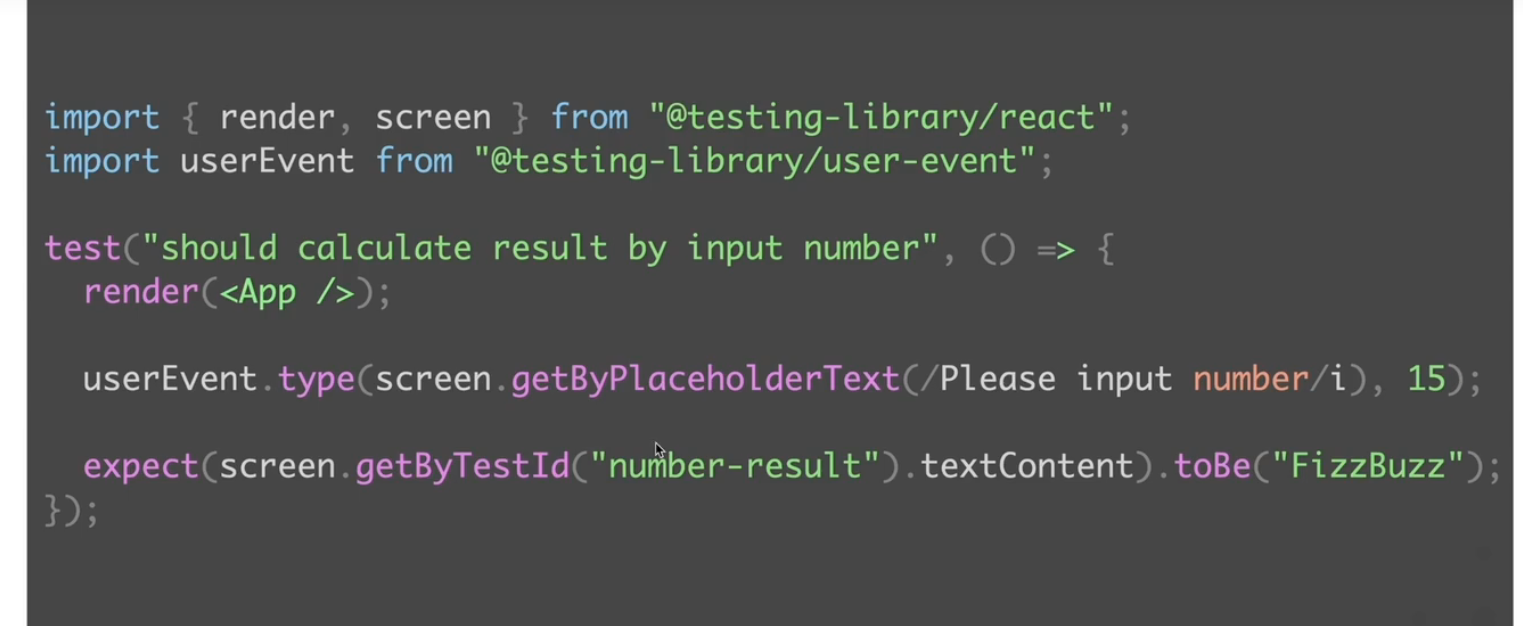 import { render, screen } from "@testing-library/react";
import userEvent from "@testing-library/user-event";
test("should calculate result by input number", () => {
render(<App />);
userEvent.type(screen.getByPlaceholderText(/Please input number/i), 15);
expect(screen.getByTestId("number-result").textContent).toBe("FizzBuzz");
});